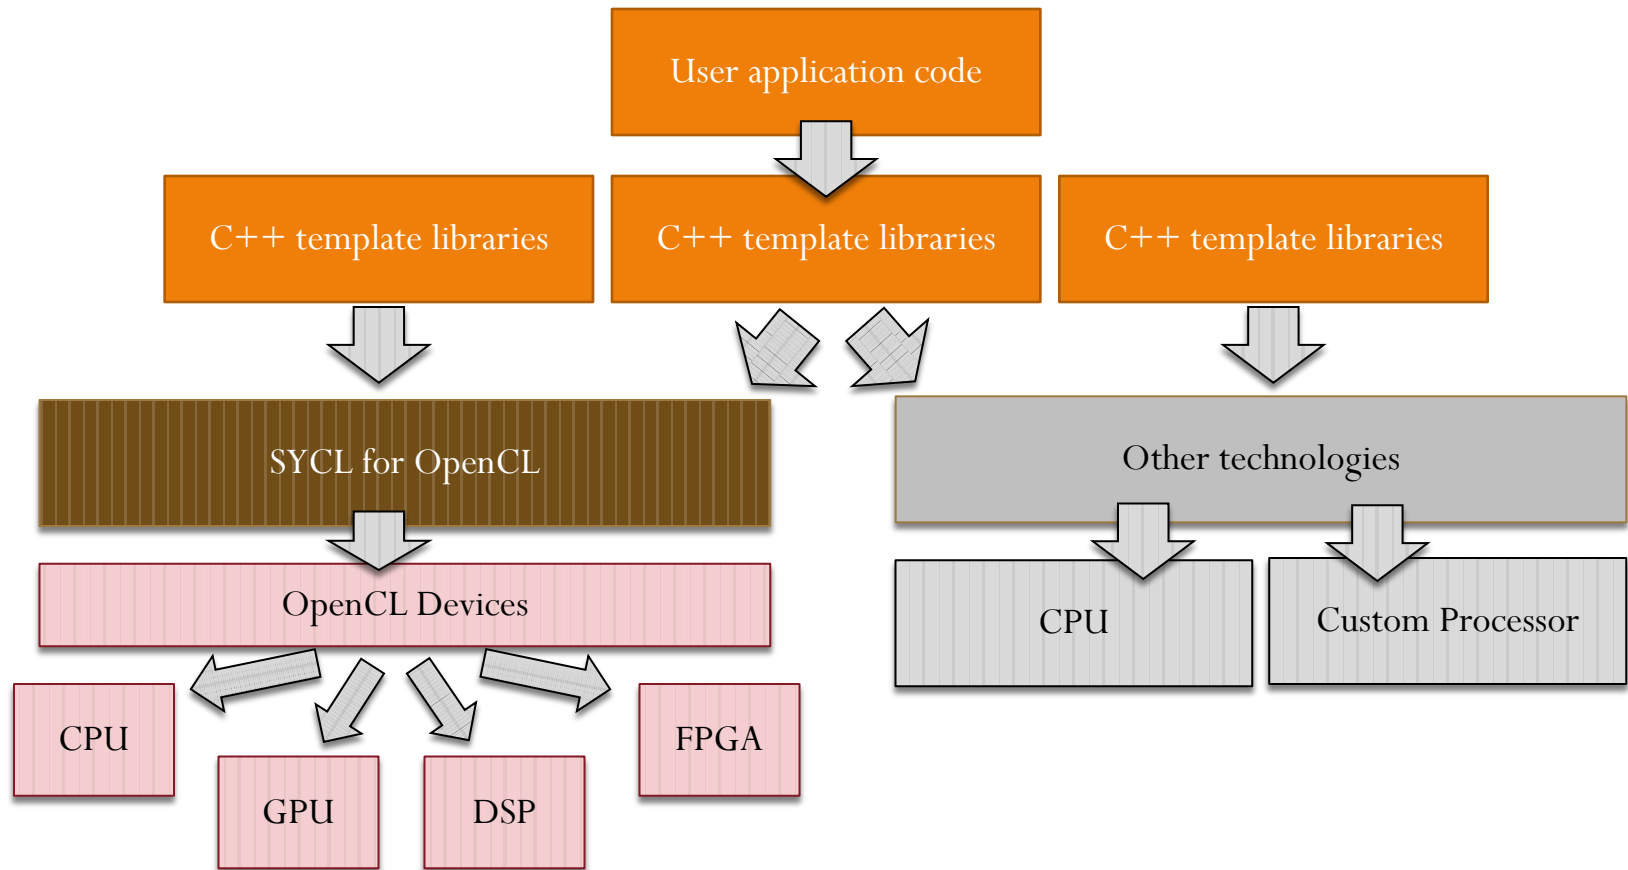 User application code
C++ template libraries
C++ template libraries
C++ template libraries
SYCL for OpenCL
Other technologies
OpenCL Devices
CPU
Custom Processor
CPU
GPU
DSP
FPGA